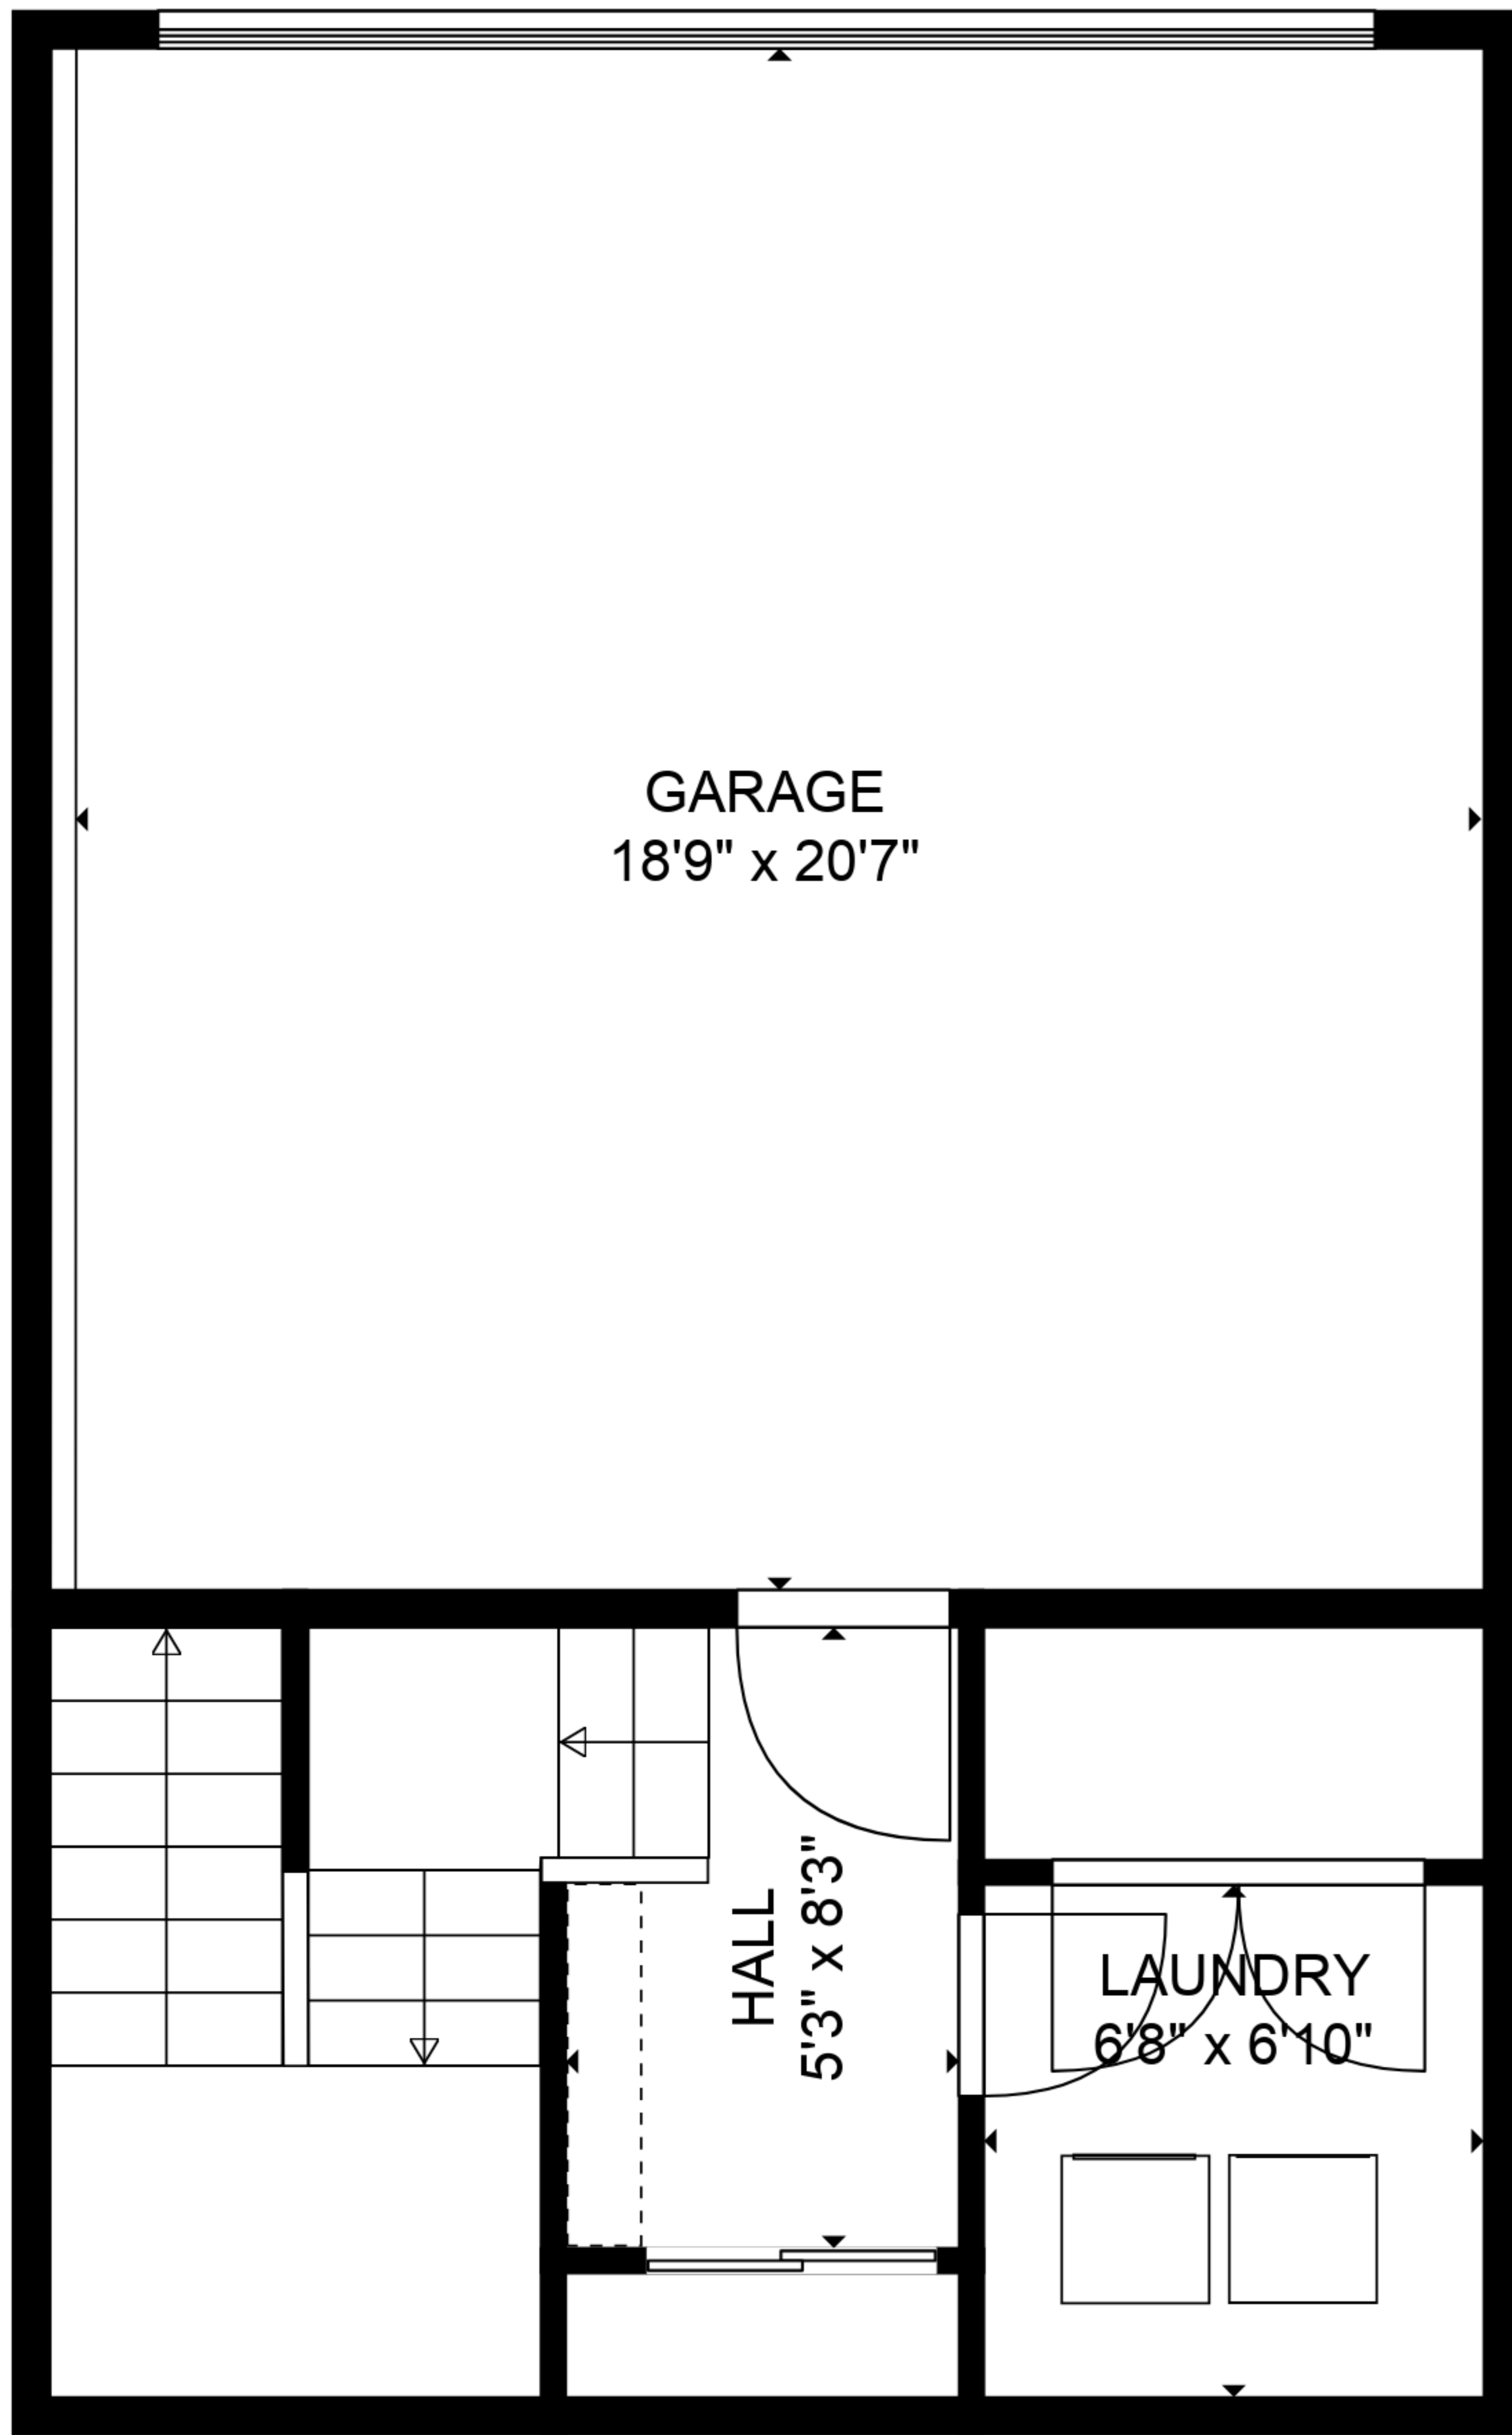 GARAGE
18'9" x 20'7"
HALL
5'3" x 8'3"
LAUNDRY
6'8" x 6'10"